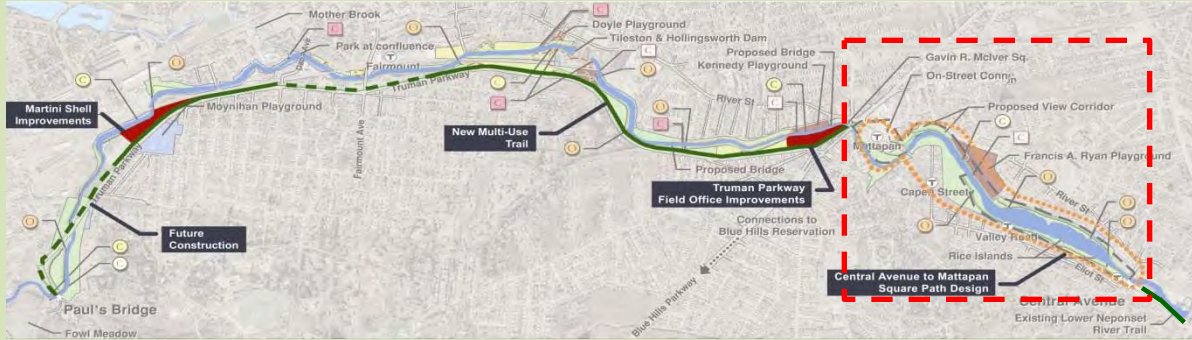 Mother Brook
C
Doyle Playground
O
Tileston & Hollingsworth Dam
Park at confluence
C
O
C
Proposed Bridge
Kennedy Playground
Gavin R. McIver Sq.
On-Street Conn.
Fairmount
T
C
O
Truman Parkway
C
C
O
C
River St
C
C
Proposed View Corridor
C
C
Martini Shell
Improvements
Moynihan Playground
New Multi-Use
Trail
O
C
O
Mattapan
T
Francis A. Ryan Playground
O
River St
Fairmount Ave
Truman Parkway
Proposed Bridge
Truman Parkway
Field Office Improvements
T
Capen Street
O
O
O
Connections to
Blue Hills Reservation
O
T
Valley Road
Rice Islands
O
Future
Construction
C
C
Central Avenue to Mattapan
Square Path Design
Eliot St
T
Blue Hills Parkway
Central Avenue
Paul's Bridge
Existing Lower Neponset
River Trail
Fowl Meadow